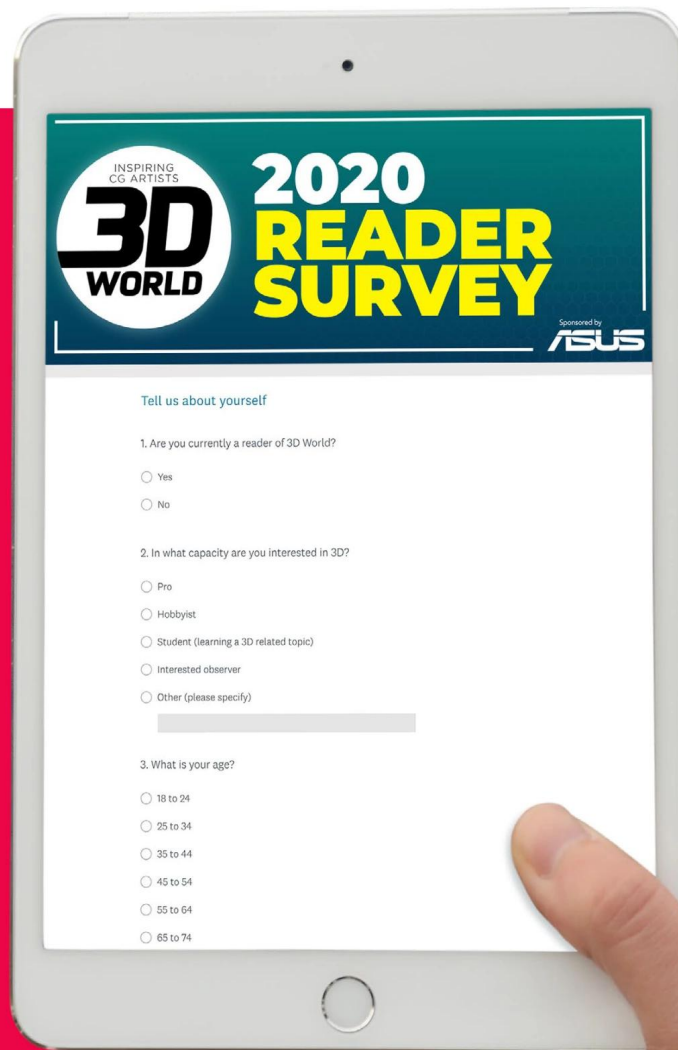 INSPIRING
CG ARTISTS
3D
WORLD
2020
READER
SURVEY
Sponsored by
ASUS
Tell us about yourself
1. Are you currently a reader of 3D World?
Yes
No
2. In what capacity are you interested in 3D?
Pro
Hobbyist
Student (learning a 3D related topic)
Interested observer
Other (please specify)
3. What is your age?
18 to 24
25 to 34
35 to 44
45 to 54
55 to 64
65 to 74